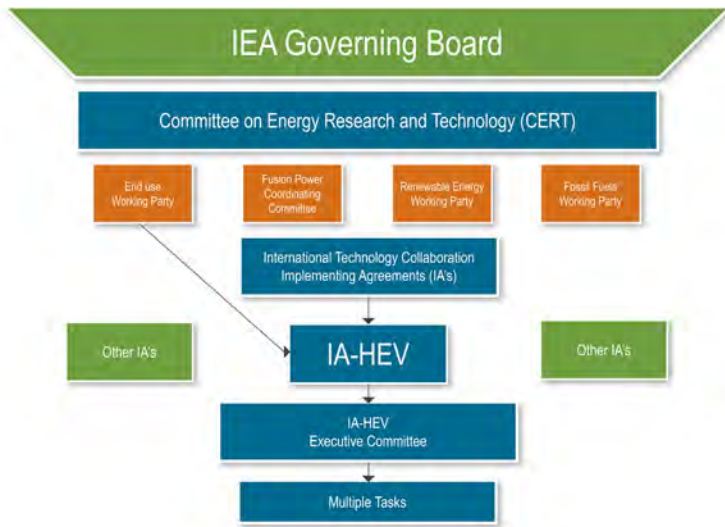 IEA Governing Board
Committee on Energy Research and Technology (CERT)
End use
Working Party
Fusion Power
Coordinating
Committee
Renewable Energy
Working Party
Fossil Fuels
Working Party
International Technology Collaboration
Implementing Agreements (IA's)
Other IA's
IA-HEV
Other IA's
IA-HEV
Executive Committee
Multiple Tasks